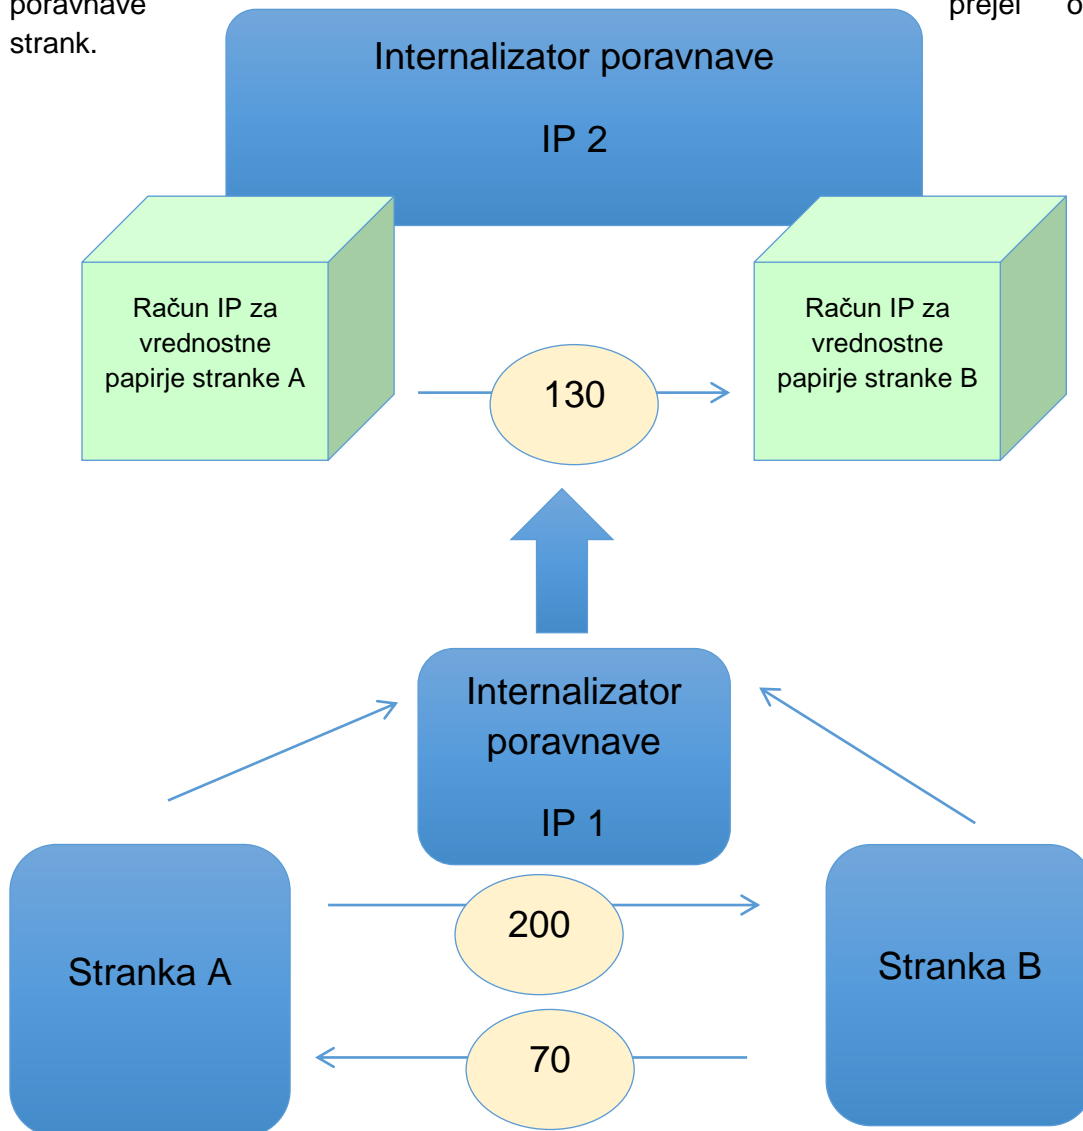 poravnave prejel o
strank.
Internalizator poravnave
IP 2
Račun IP za
vrednostne
papirje stranke A
Račun IP za
vrednostne
papirje stranke B
130
Internalizator
poravnave
IP 1
200
Stranka A
Stranka B
70